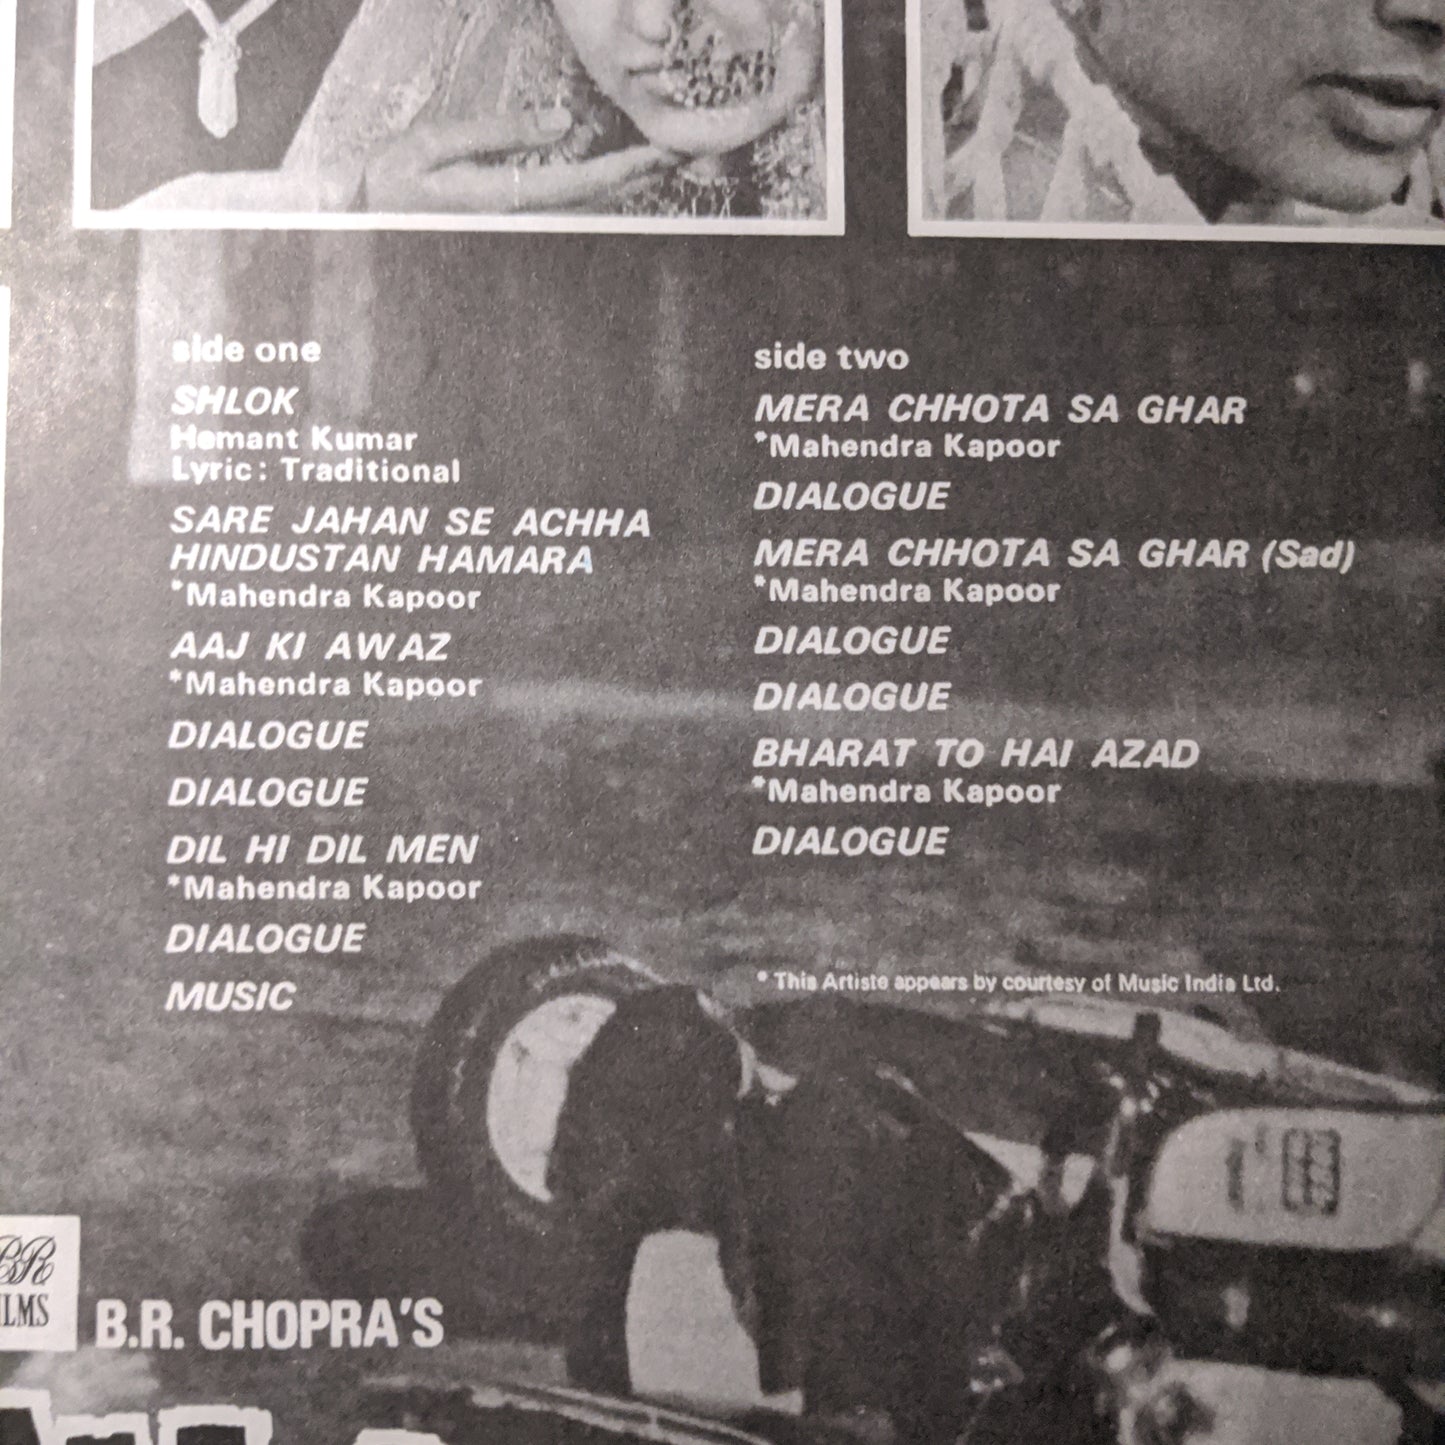 side one
SHLOK
Hemant Kumar
Lyric: Traditional
SARE JAHAN SE ACHHA
HINDUSTAN HAMARA
*Mahendra Kapoor
AAJ KI AWAZ
*Mahendra Kapoor
DIALOGUE
DIALOGUE
DIL HI DIL MEN
*Mahendra Kapoor
DIALOGUE
MUSIC
side two
MERA CHHOTA SA GHAR
*Mahendra Kapoor
DIALOGUE
MERA CHHOTA SA GHAR (Sad)
*Mahendra Kapoor
DIALOGUE
DIALOGUE
BHARAT TO HAI AZAD
*Mahendra Kapoor
DIALOGUE
* This Artiste appears by courtesy of Music India Ltd.
B.R. CHOPRA'S